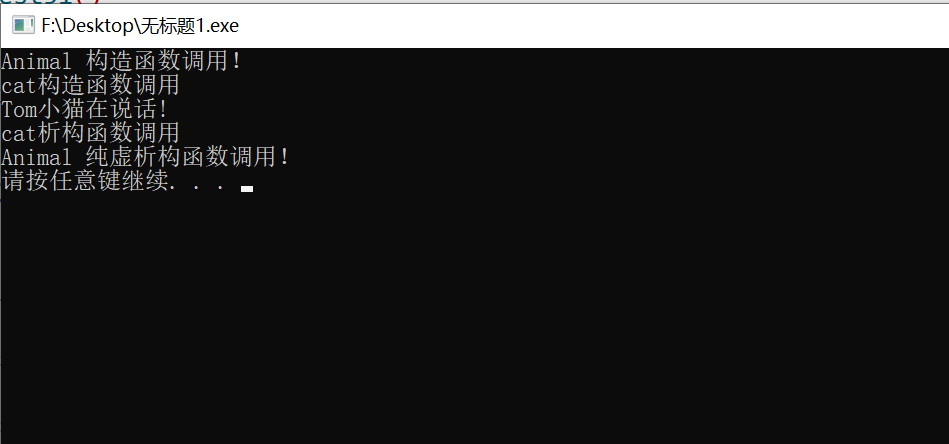 F:\Desktop\无标题1.exe
Animal 构造函数调用!
cat构造函数调用
Tom小猫在说话!
cat析构函数调用
Animal 纯虚析构函数调用!
请按任意键继续. . .